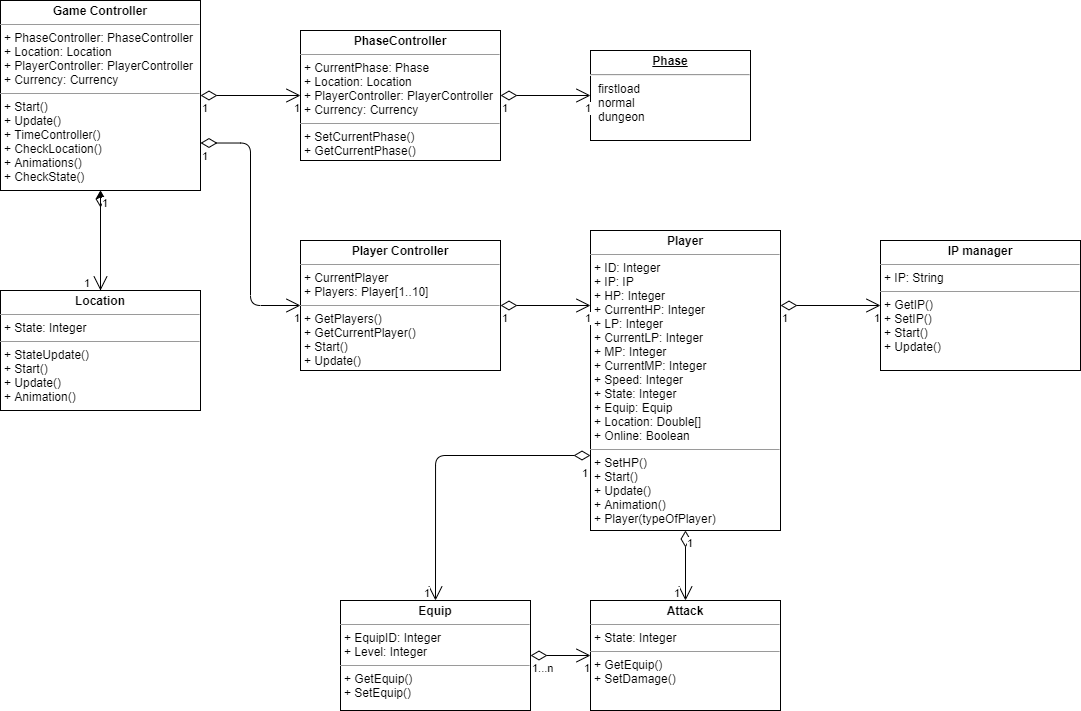 Game Controller
+ PhaseController: PhaseController
+ Location: Location
+ PlayerController: PlayerController
+ Currency: Currency
+ Start()
+ Update()
+ TimeController()
+ CheckLocation()
+ Animations()
+ CheckState()
1
1
1
1
PhaseController
+ CurrentPhase: Phase
+ Location: Location
+ PlayerController: PlayerController
+ Currency: Currency
+ SetCurrentPhase()
+ GetCurrentPhase()
1
1
Phase
firstload
normal
dungeon
1
Location
+ State: Integer
+ StateUpdate()
+ Start()
+ Update()
+ Animation()
1
Player Controller
+ CurrentPlayer
+ Players: Player[1..10]
+ GetPlayers()
+ GetCurrentPlayer()
+ Start()
+ Update()
1
1
Player
+ ID: Integer
+ IP: IP
+ HP: Integer
+ CurrentHP: Integer
+ LP: Integer
+ CurrentLP: Integer
+ MP: Integer
+ CurrentMP: Integer
+ Speed: Integer
+ State: Integer
+ Equip: Equip
+ Location: Double[]
+ Online: Boolean
+ SetHP()
+ Start()
+ Update()
+ Animation()
+ Player(typeOfPlayer)
1
1
IP manager
+ IP: String
+ GetIP()
+ SetIP()
+ Start()
+ Update()
1
1
1
1
Equip
+ EquipID: Integer
+ Level: Integer
+ GetEquip()
+ SetEquip()
1...n
1
Attack
+ State: Integer
+ GetEquip()
+ SetDamage()